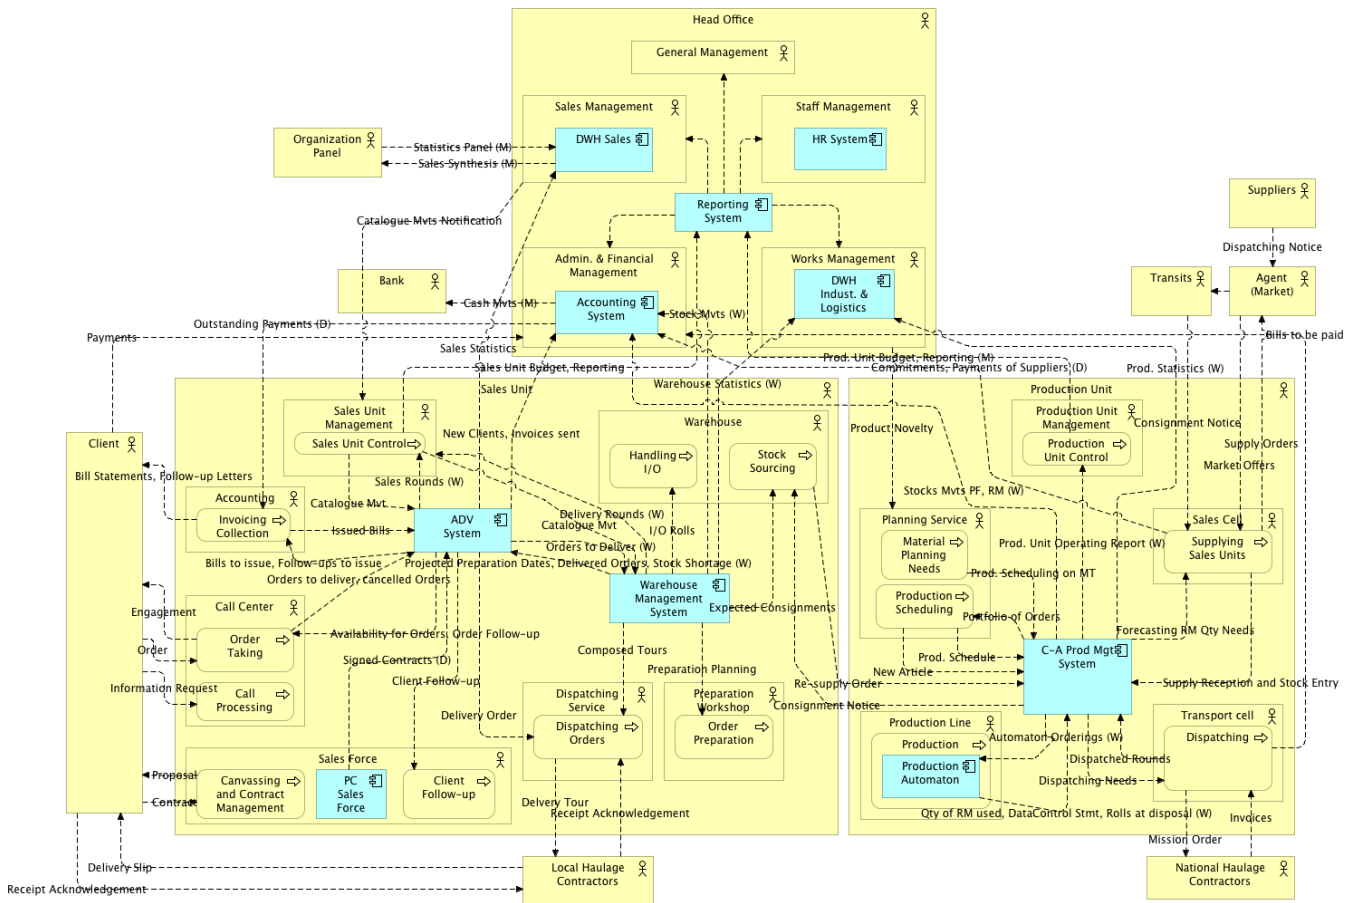 Head Office
General Management
Sales Management
Staff Management
DWH Sales
HR System
Organization
Panel
Statistics Panel (M)
Sales Synthesis (M)
Suppliers
Reporting
System
Catalogue Mvts Notification
Dispatching Notice
Admin. & Financial
Management
Works Management
Bank
DWH
Indust. &
Logistics
Transits
Agent
(Market)
Cash Mvts (M)
Accounting
System
Stock Mvts (W)
Outstanding Payments (D)
Payments
Bills to be paid
Sales Statistics
Prod. Unit Budget, Reporting (M)
Sales Unit Budget, Reporting
Commitments, Payments of Suppliers (D)
Prod. Statistics (W)
Warehouse Statistics (W)
Sales Unit
Production Unit
Sales Unit
Management
Warehouse
Production Unit
Management
Consignment Notice
Product Novelty
New Clients, Invoices sent
Client
Sales Unit Control
Production
Unit Control
Supply Orders
Handling
I/O
Stock
Sourcing
Market Offers
Bill Statements, Follow-up Letters
Sales Rounds (W)
Stocks Mvts PF, RM (W)
Accounting
Catalogue Mvt
Delivery Rounds (W)
Invoicing
Collection
Issued Bills
ADV
System
Catalogue Mvt
I/O Rolls
Planning Service
Sales Cell
Material
Planning
Needs
Prod. Unit Operating Report (W)
Supplying
Sales Units
Orders to Deliver (W)
Bills to issue, Follow-ups to issue
Projected Preparation Dates, Delivered Orders, Stock Shortage (W)
Orders to deliver, cancelled Orders
Prod. Scheduling on MT
Warehouse
Management
System
Production
Scheduling
Expected Consignments
Call Center
Engagement
Portfolio of Orders
Order
Taking
Availability for Orders, Order Follow-up
Forecasting RM Qty Needs
Order
Composed Tours
C-A Prod Mgt
System
Signed Contracts (D)
Prod. Schedule
Preparation Planning
New Article
Client Follow-up
Information Request
Call
Processing
Re-supply Order
Supply Reception and Stock Entry
Dispatching
Service
Preparation
Workshop
Consignment Notice
Delivery Order
Dispatching
Orders
Order
Preparation
Production Line
Transport cell
Production
Automaton Orderings (W)
Dispatching
Sales Force
Dispatched Rounds
Proposal
Canvassing
and Contract
Management
PC
Sales
Force
Client
Follow-up
Production
Automaton
Dispatching Needs
Contract
Delvery Tour
Receipt Acknowledgement
Qty of RM used, DataControl Stmt, Rolls at disposal (W)
Invoices
Mission Order
Delivery Slip
Local Haulage
Contractors
National Haulage
Contractors
Receipt Acknowledgement